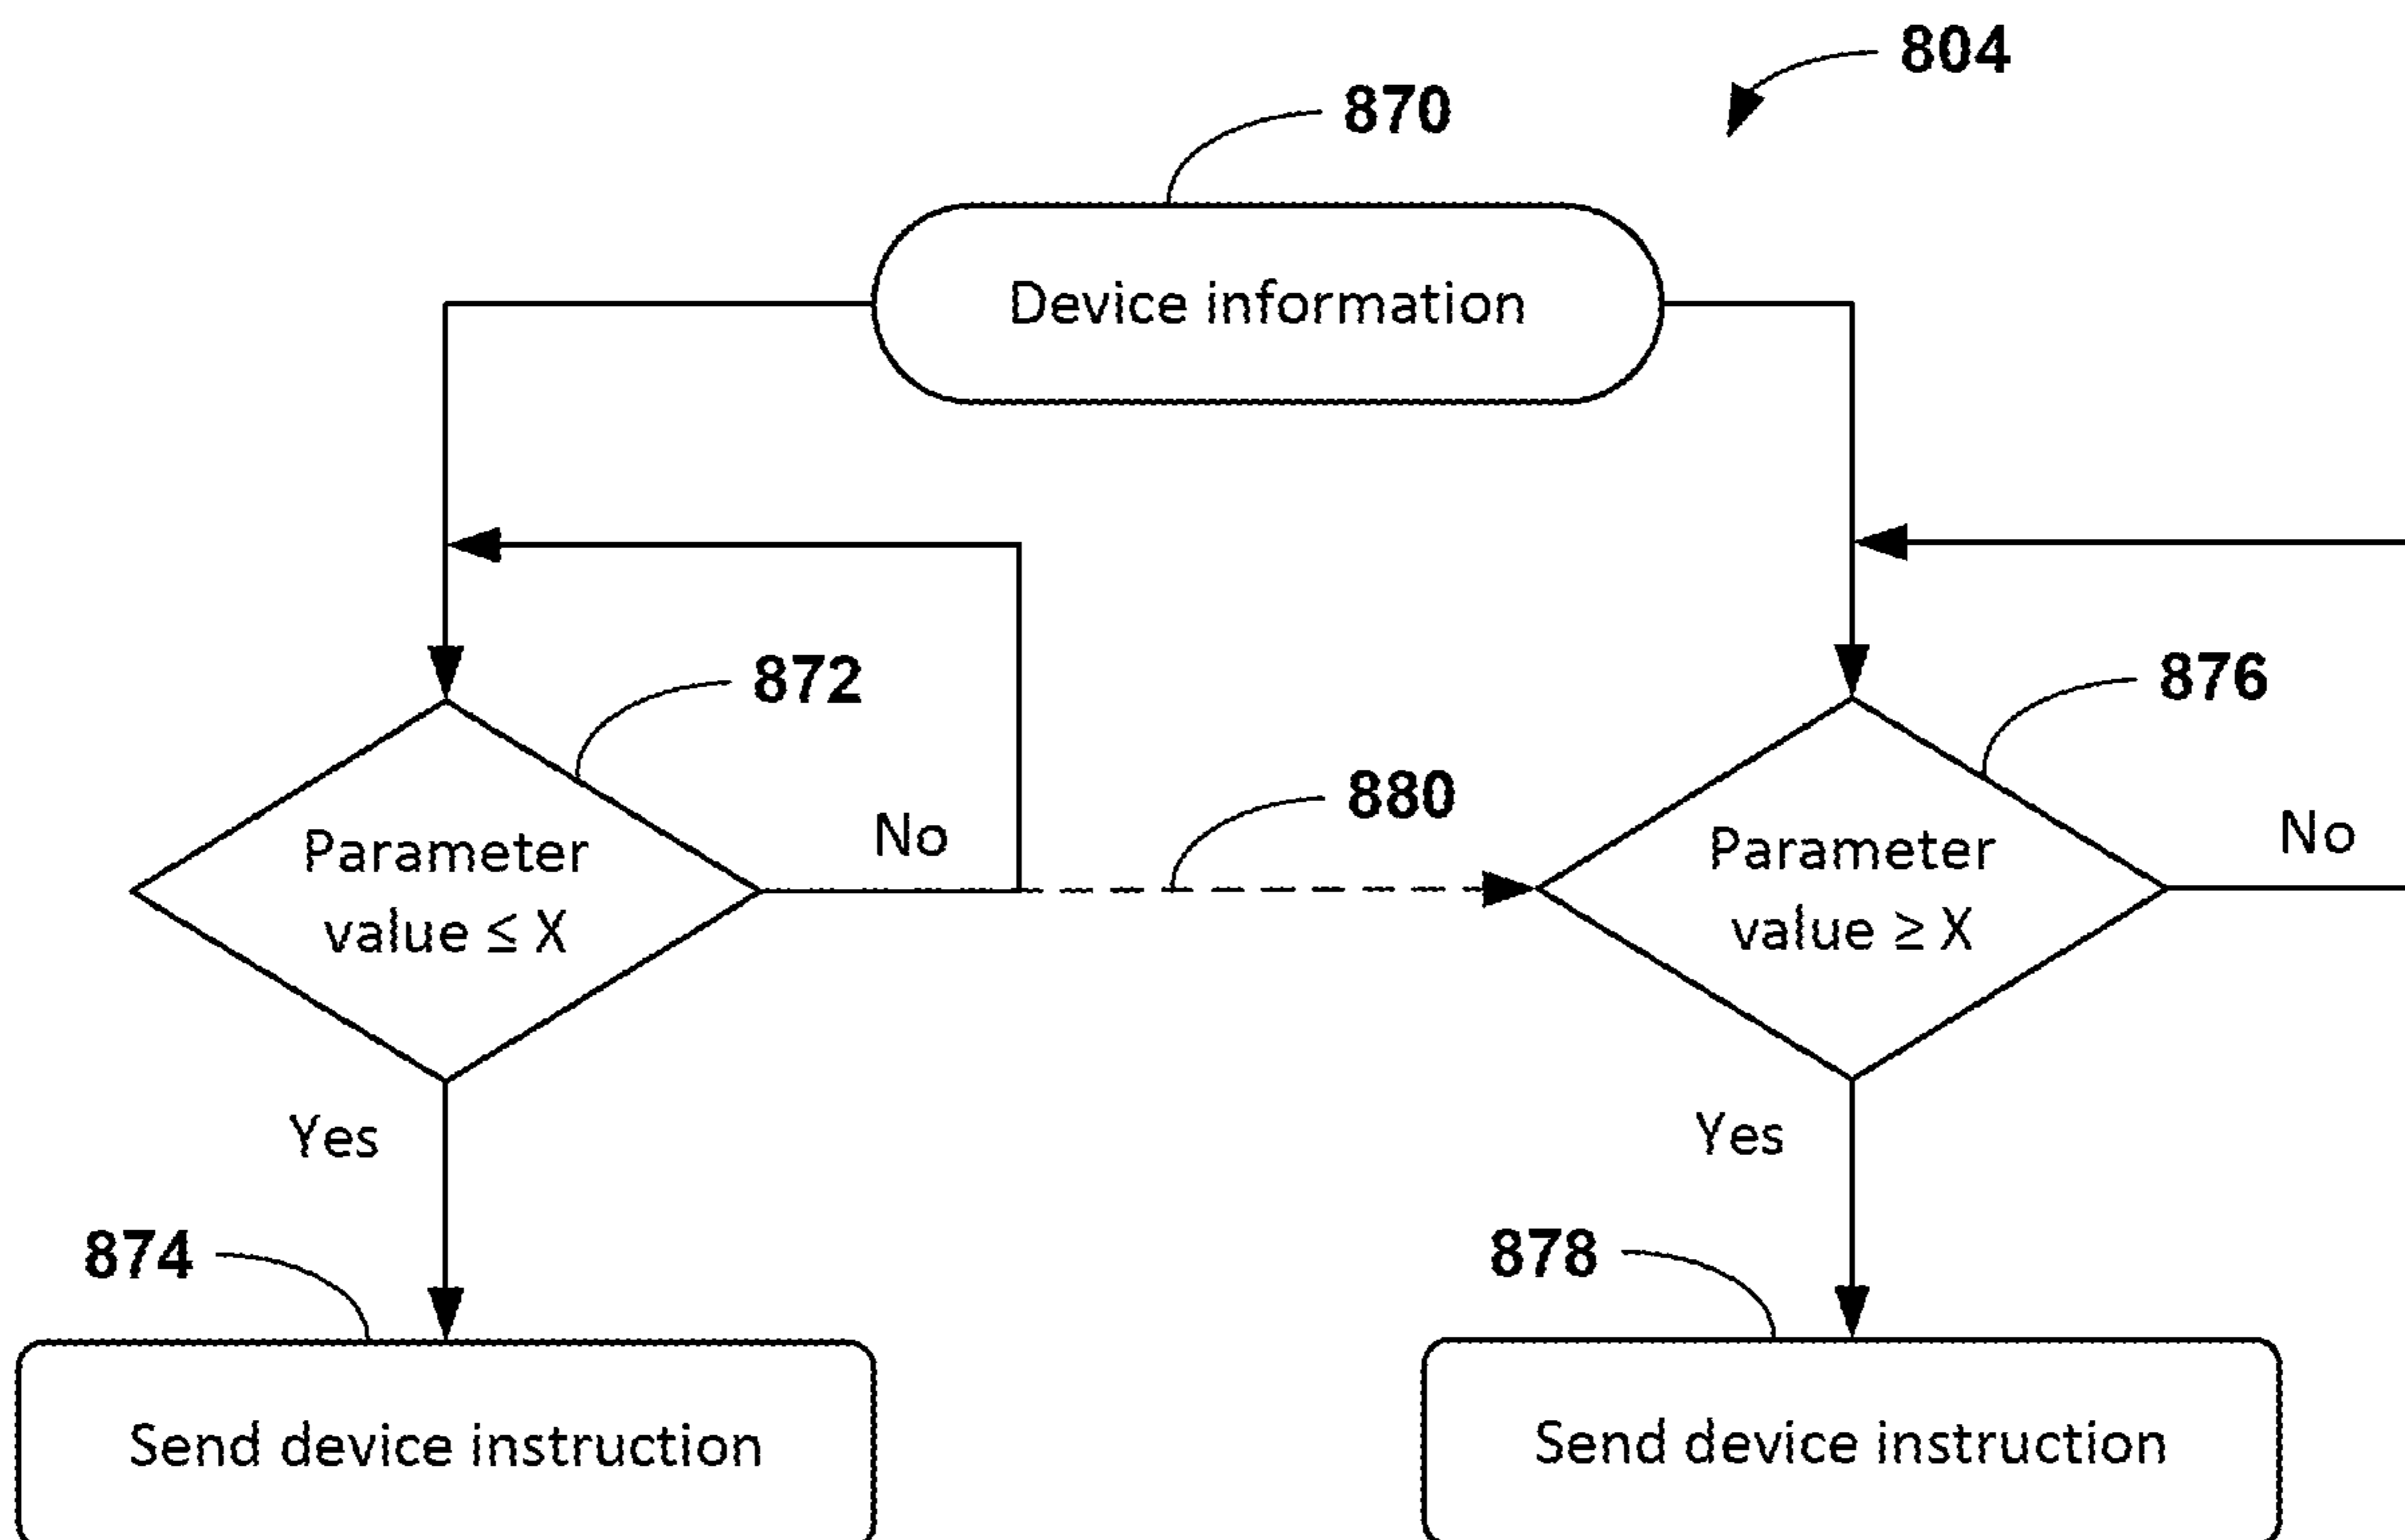 804
870
Device information
872
876
880
No
No
Parameter
value ≤ X
Parameter
value ≥ X
Yes
Yes
874
878
Send device instruction
Send device instruction